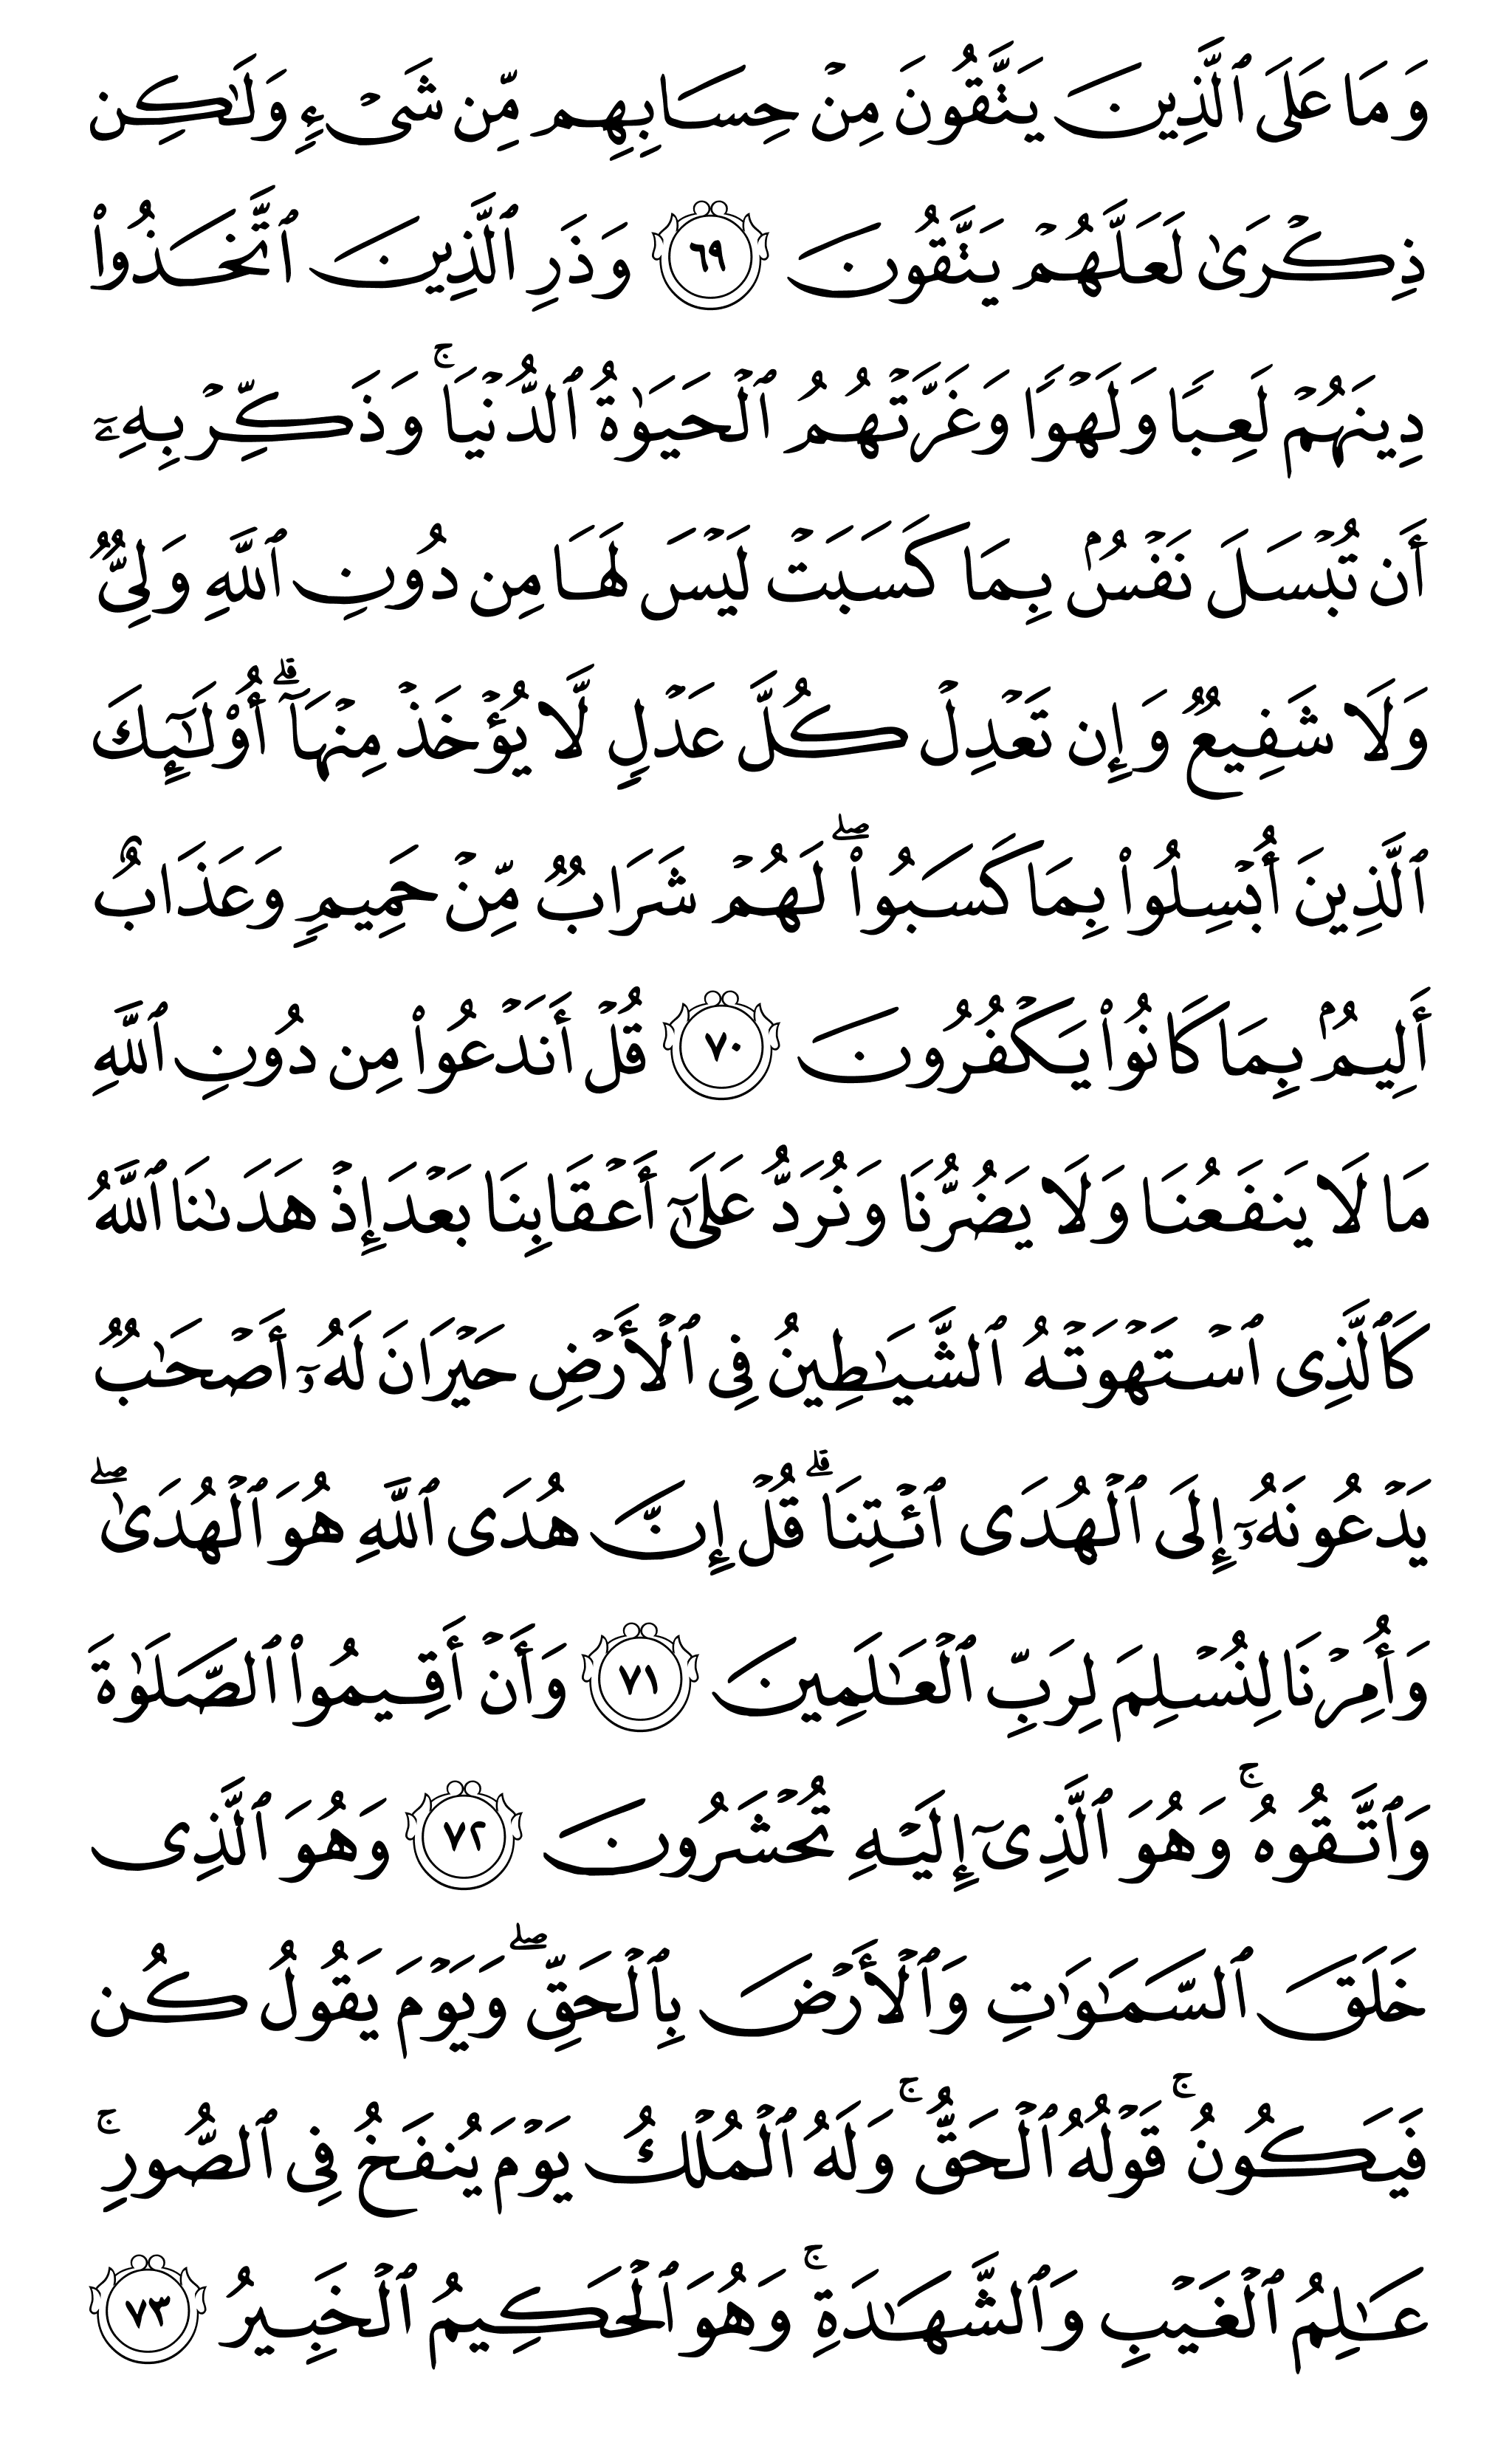 وَمَا عَلَى ٱلَّذِينَ يَتَّقُونَ مِنۡ حِسَابِهِم مِّن شَىۡءٍ وَلَٰكِن
ذِكۡرَىٰ لَعَلَّهُمۡ يَتَّقُونَ ٦٩ وَذَرِ ٱلَّذِينَ ٱتَّخَذُواْ
دِينَهُمۡ لَعِبًا وَلَهۡوًا وَغَرَّتۡهُمُ ٱلۡحَيَوٰةُ ٱلدُّنۡيَاۚ وَذَكِّرۡ بِهِۦٓ
أَن تُبۡسَلَ نَفۡسُۢ بِمَا كَسَبَتۡ لَيۡسَ لَهَا مِن دُونِ ٱللَّهِ وَلِىٌّ
وَلَا شَفِيعٌ وَإِن تَعۡدِلۡ كُلَّ عَدۡلٍ لَّا يُؤۡخَذۡ مِنۡهَآۗ أُوْلَٰٓئِكَ
ٱلَّذِينَ أُبۡسِلُواْ بِمَا كَسَبُواْۖ لَهُمۡ شَرَابٌ مِّنۡ حَمِيمٍ وَعَذَابٌ
أَلِيمُۢ بِمَا كَانُواْ يَكۡفُرُونَ ٧٠ قُلۡ أَنَدۡعُواْ مِن دُونِ ٱللَّهِ
مَا لَا يَنفَعُنَا وَلَا يَضُرُّنَا وَنُرَدُّ عَلَىٰٓ أَعۡقَابِنَا بَعۡدَ إِذۡ هَدَىٰنَا ٱللَّهُ
كَٱلَّذِى ٱسۡتَهۡوَتۡهُ ٱلشَّيَٰطِينُ فِى ٱلۡأَرۡضِ حَيۡرَانَ لَهُۥٓ أَصۡحَٰبٌ
يَدۡعُونَهُۥٓ إِلَى ٱلۡهُدَى ٱئۡتِنَاۗ قُلۡ إِنَّ هُدَى ٱللَّهِ هُوَ ٱلۡهُدَىٰۖ
وَأُمِرۡنَا لِنُسۡلِمَ لِرَبِّ ٱلۡعَٰلَمِينَ ٧١ وَأَنۡ أَقِيمُواْ ٱلصَّلَوٰةَ
وَٱتَّقُوهُۚ وَهُوَ ٱلَّذِىٓ إِلَيۡهِ تُحۡشَرُونَ ٧٢ وَهُوَ ٱلَّذِى
خَلَقَ ٱلسَّمَٰوَٰتِ وَٱلۡأَرۡضَ بِٱلۡحَقِّۖ وَيَوۡمَ يَقُولُ كُن
فَيَكُونُۚ قَوۡلُهُ ٱلۡحَقُّۚ وَلَهُ ٱلۡمُلۡكُ يَوۡمَ يُنفَخُ فِى ٱلصُّورِۚ
عَٰلِمُ ٱلۡغَيۡبِ وَٱلشَّهَٰدَةِۚ وَهُوَ ٱلۡحَكِيمُ ٱلۡخَبِيرُ ٧٣